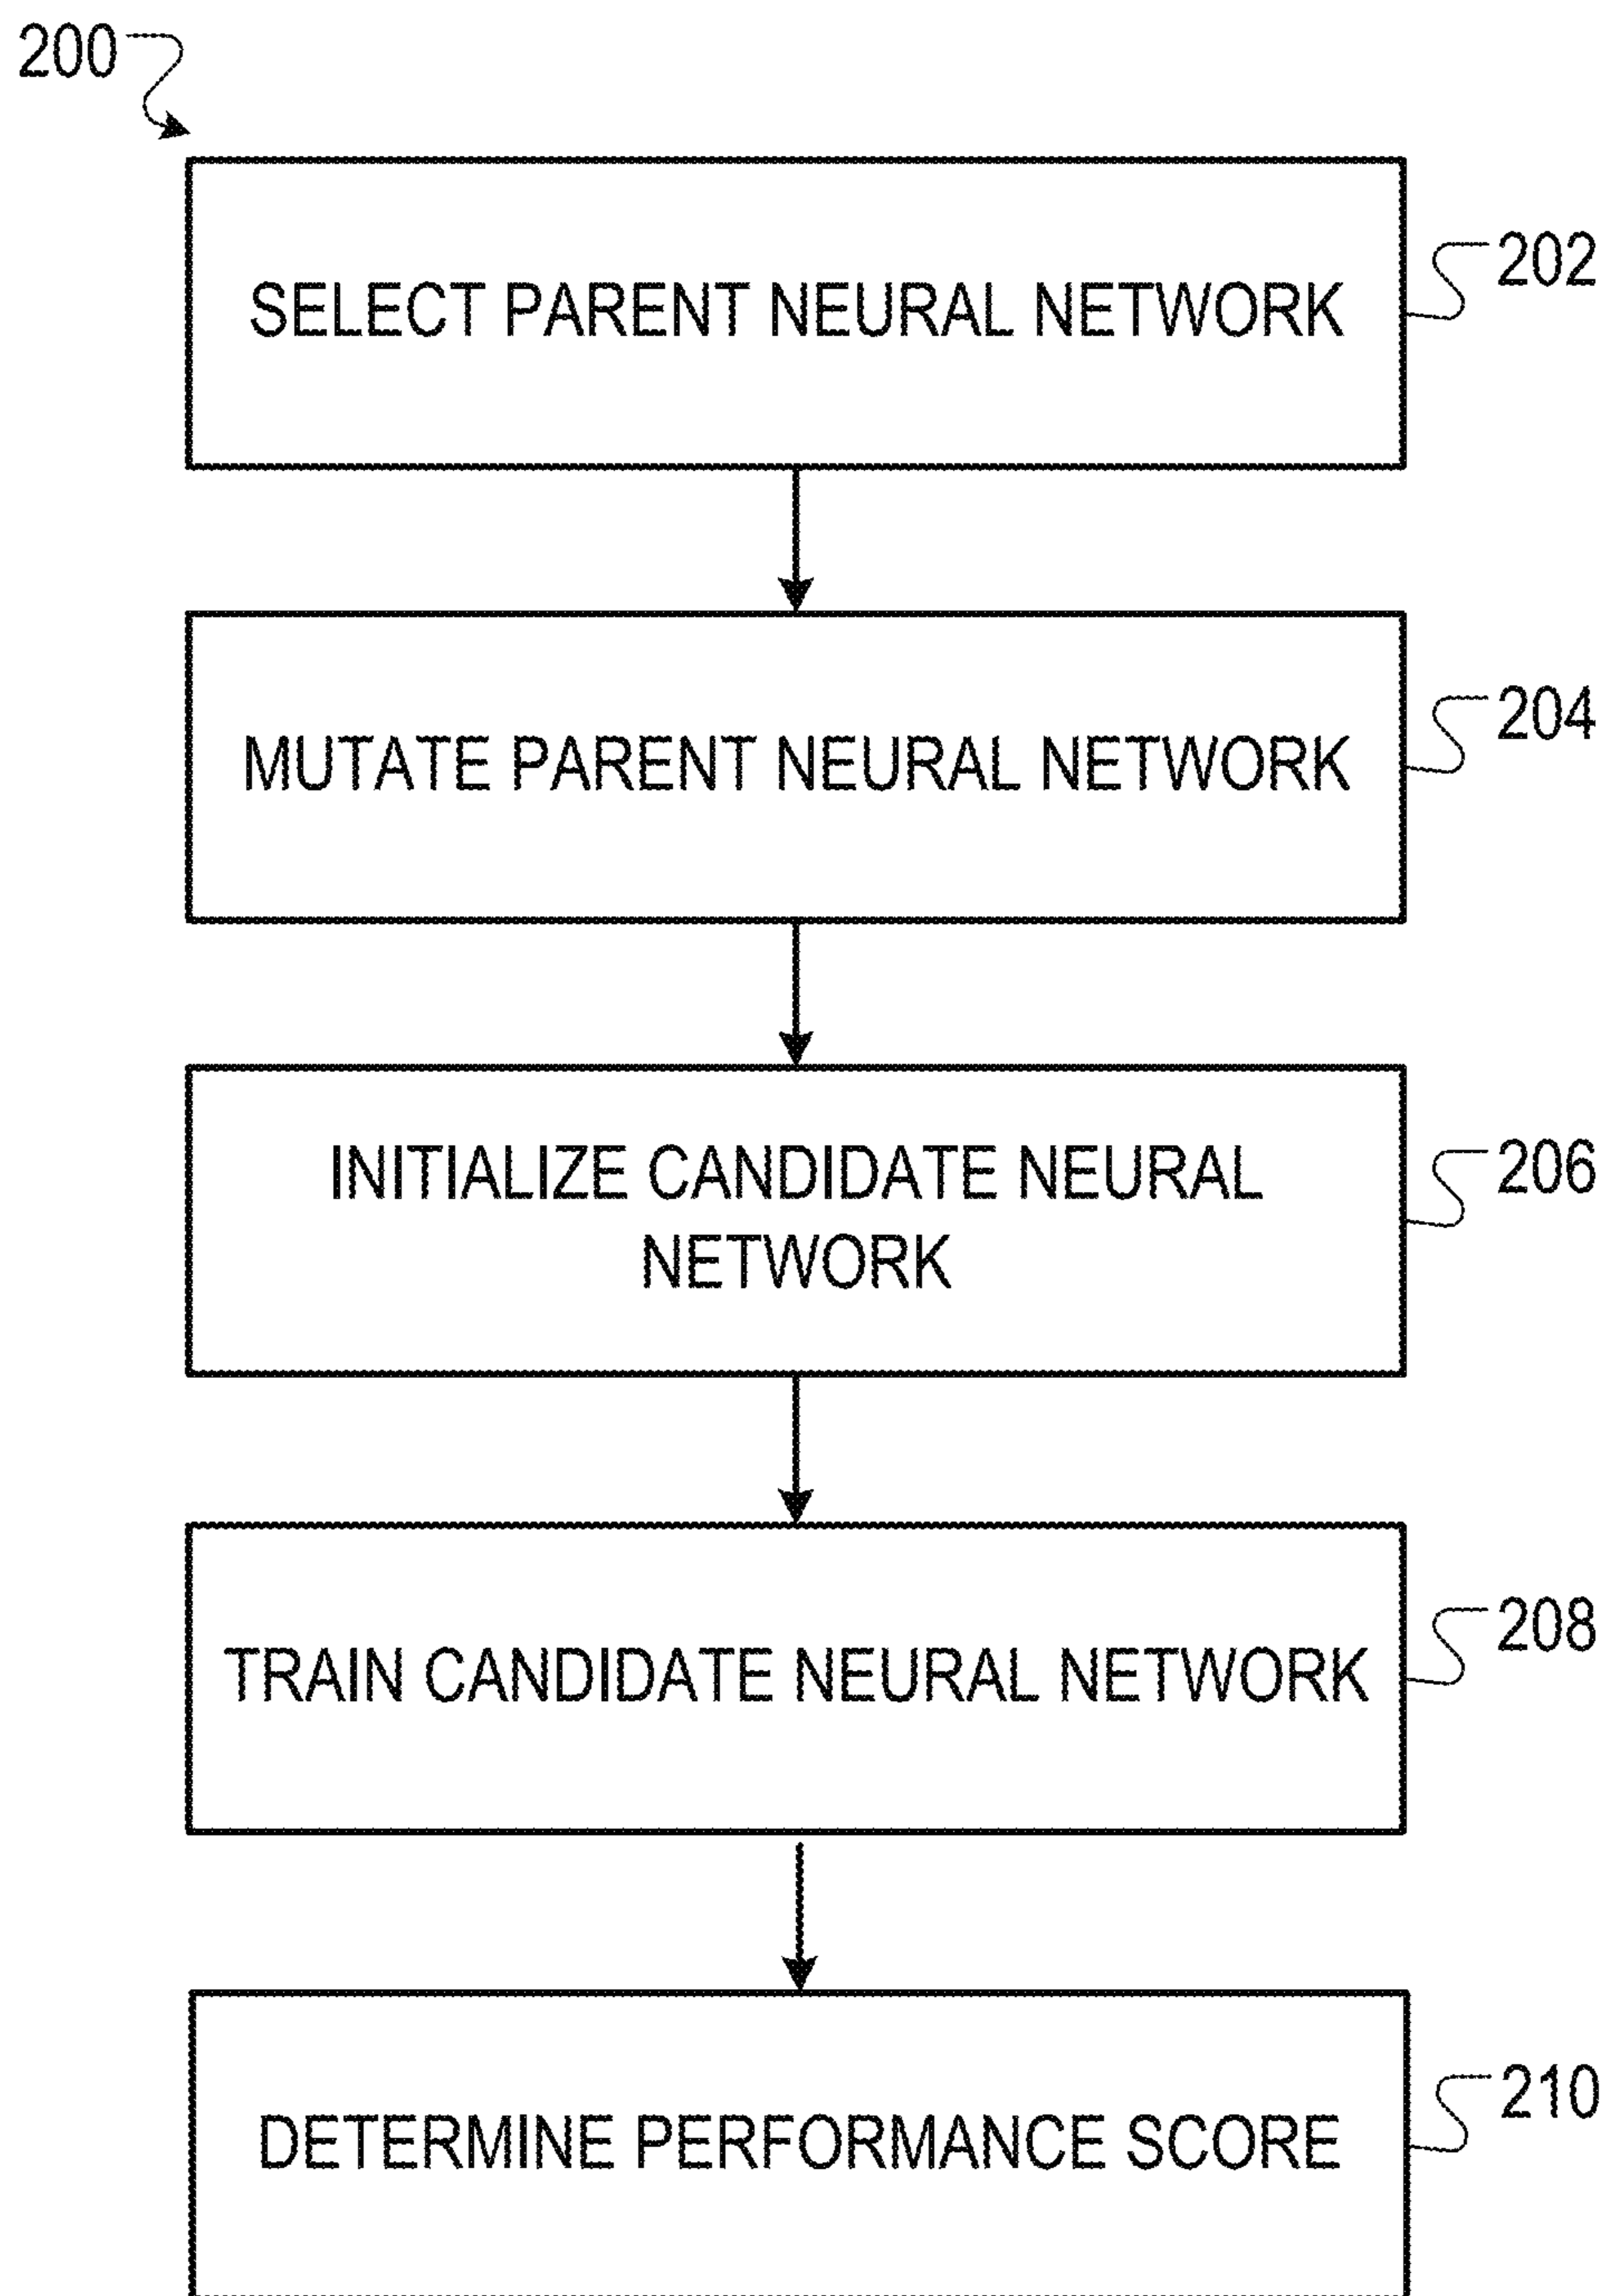 200
SELECT PARENT NEURAL NETWORK
202
MUTATE PARENT NEURAL NETWORK
204
INITIALIZE CANDIDATE NEURAL
NETWORK
206
TRAIN CANDIDATE NEURAL NETWORK
208
DETERMINE PERFORMANCE SCORE
210